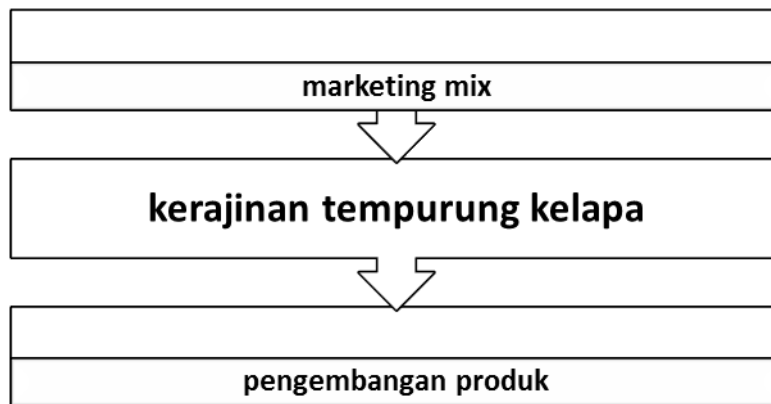 marketing mix
kerajinan tempurung kelapa
pengembangan produk